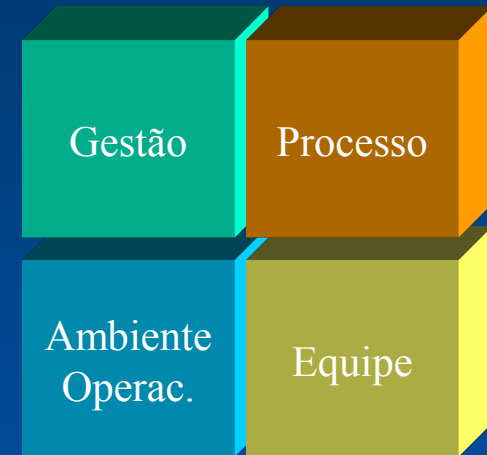 Gestão
Processo
Ambiente
Operac.
Equipe